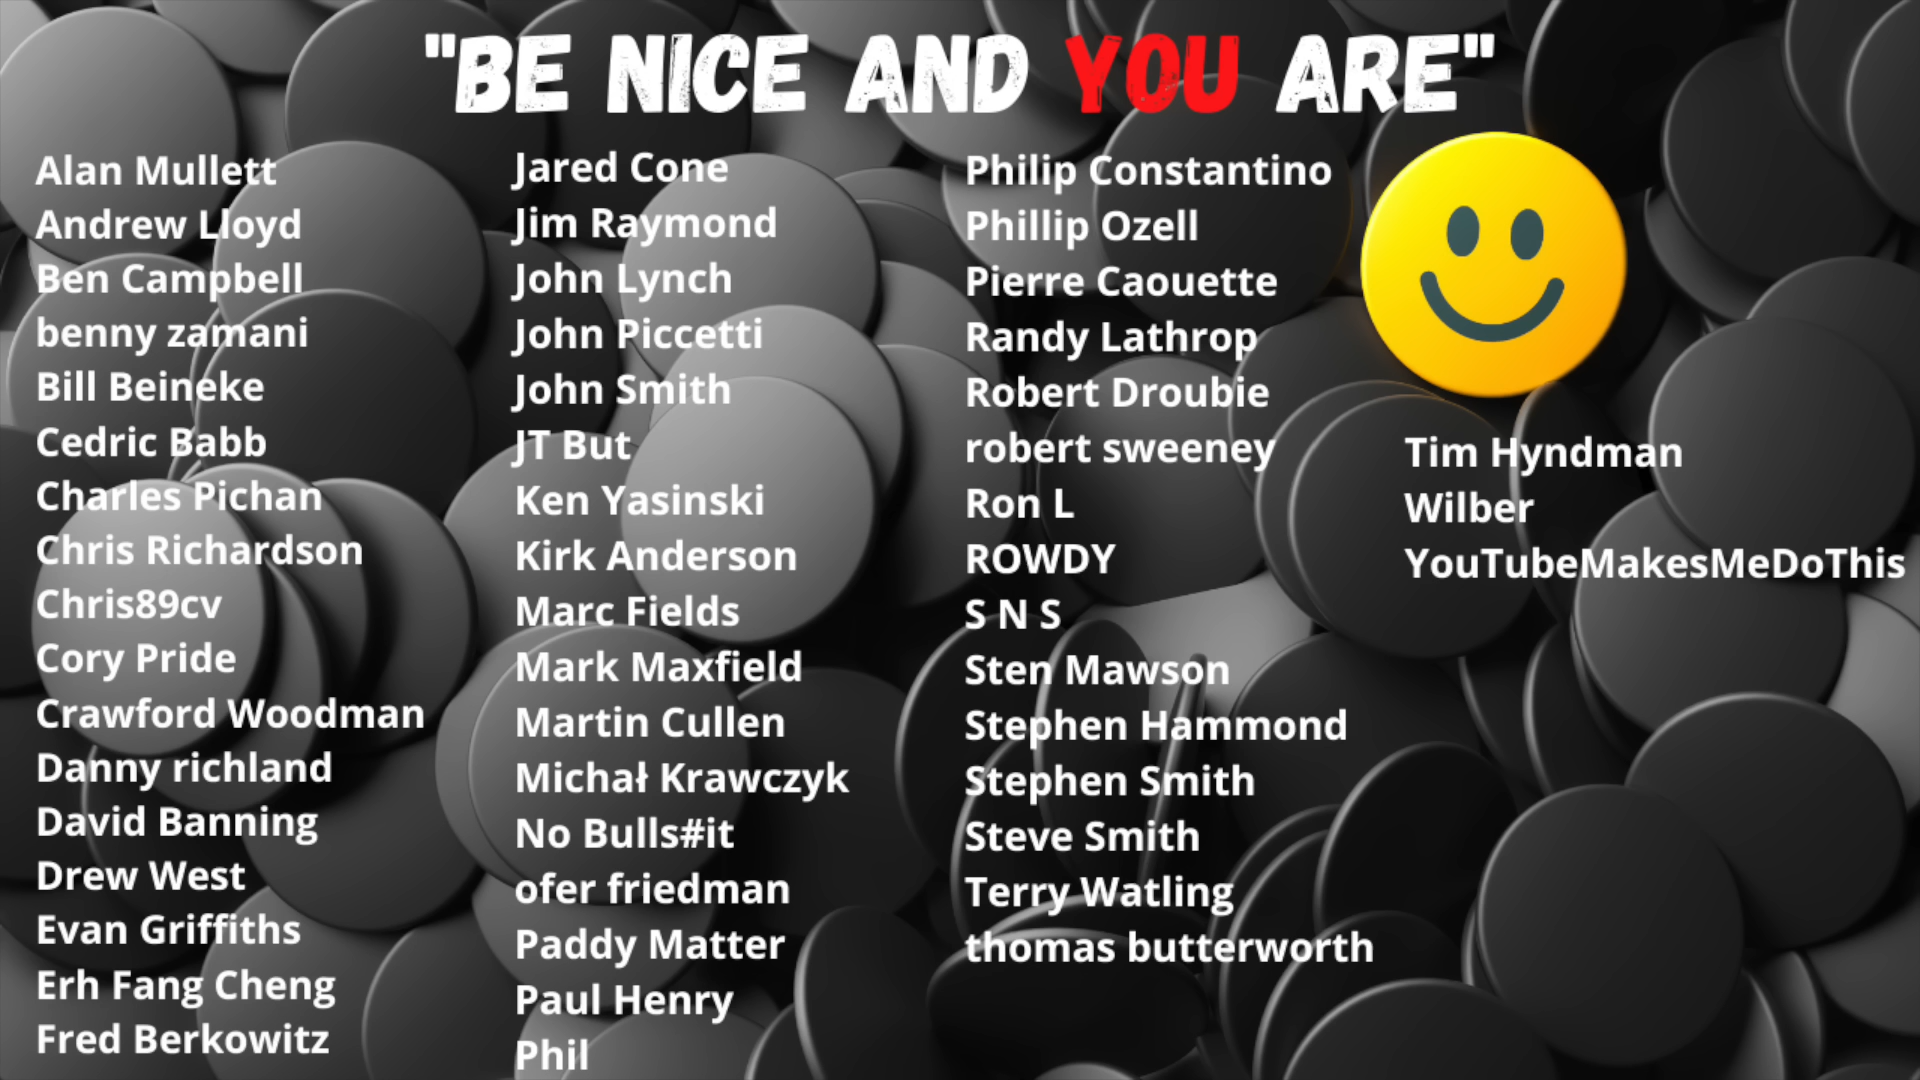 "BE NICE AND YOU ARE"
Alan Mullett
Andrew Lloyd
Ben Campbell
benny zamani
Bill Beineke
Cedric Babb
Charles Pichan
Chris Richardson
Chris89cv
Cory Pride
Crawford Woodman
Danny richland
David Banning
Drew West
Evan Griffiths
Erh Fang Cheng
Fred Berkowitz
Jared Cone
Jim Raymond
John Lynch
John Piccetti
John Smith
JT But
Ken Yasinski
Kirk Anderson
Marc Fields
Mark Maxfield
Martin Cullen
Michał Krawczyk
No Bulls#it
ofer friedman
Paddy Matter
Paul Henry
Phil
Philip Constantino
Phillip Ozell
Pierre Caouette
Randy Lathrop
Robert Droubie
robert sweeney
Ron L
ROWDY
S N S
Sten Mawson
Stephen Hammond
Stephen Smith
Steve Smith
Terry Watling
thomas butterworth
Tim Hyndman
Wilber
YouTubeMakesMeDoThis